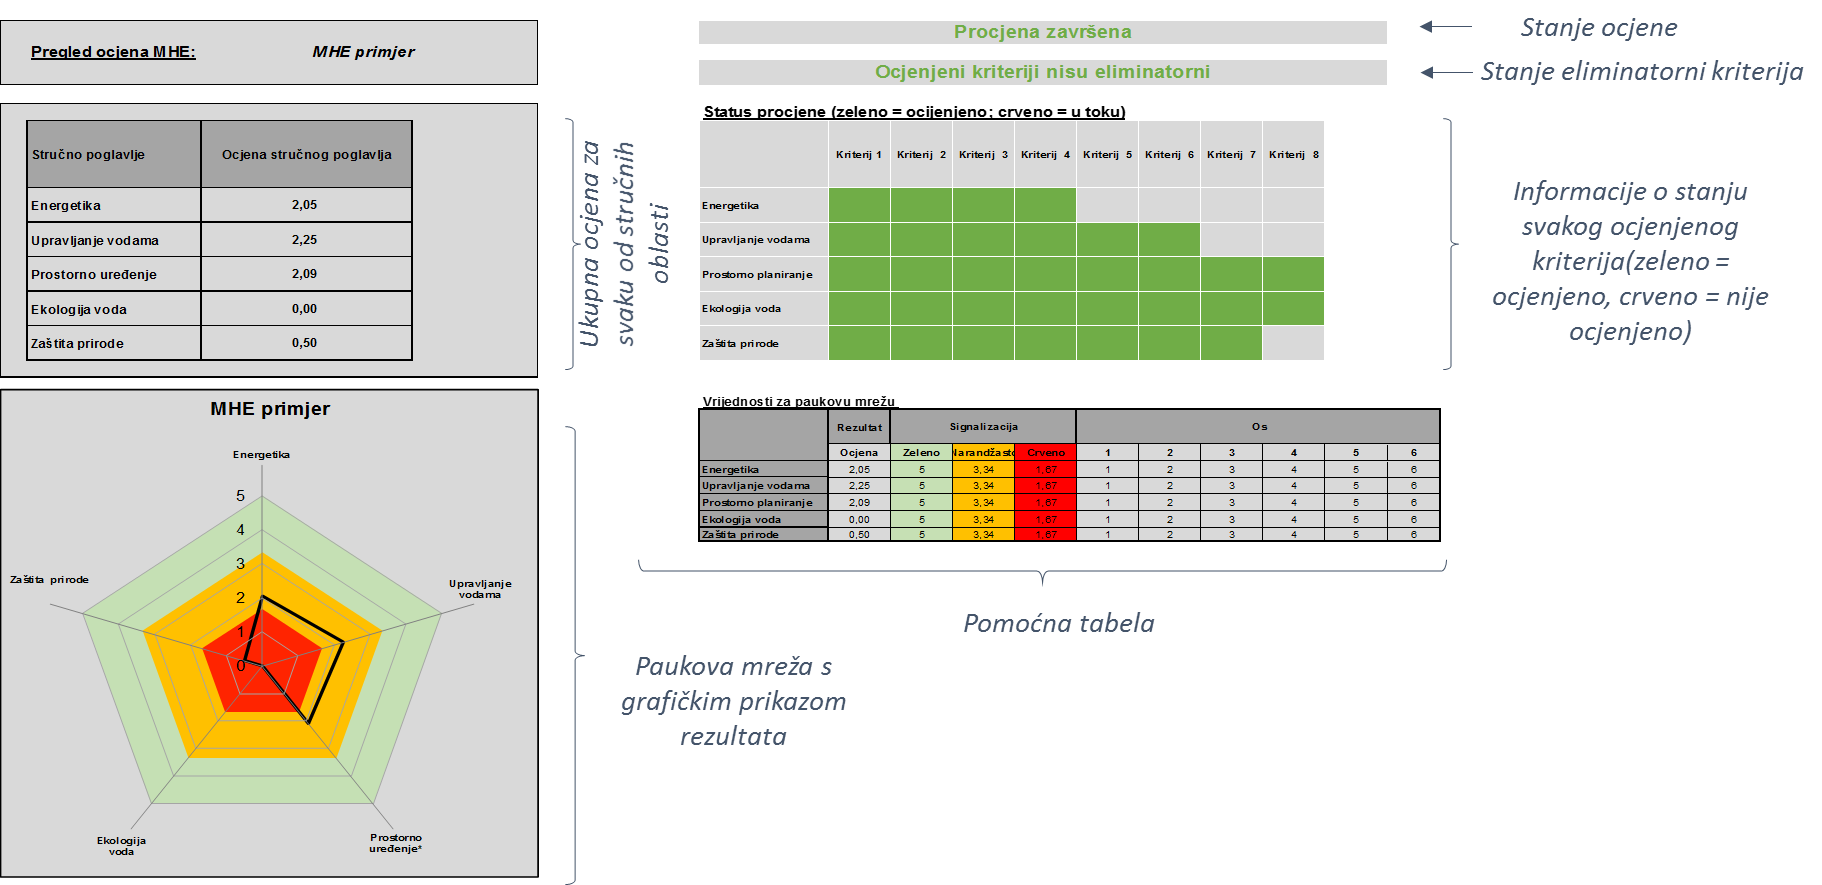 Pregled ocjena MHE: MHE primjer
Procjena završena
Stanje ocjene
Ocjenjeni kriteriji nisu eliminatorni
Stanje eliminatorni kriterija
Stručno poglavlje Ocjena stručnog poglavlja
Energetika 2,05
Upravljanje vodama 2,25
Prostorno uređenje 2,09
Ekologija voda 0,00
Zaštita prirode 0,50
Ukupna ocjena za
svaku od stručnih
oblasti
Status procjene (zeleno = ocijenjeno; crveno = u toku)
Kriterij 1 Kriterij 2 Kriterij 3 Kriterij 4 Kriterij 5 Kriterij 6 Kriterij 7 Kriterij 8
Energetika
Upravljanje vodama
Prostorno planiranje
Ekologija voda
Zaštita prirode
Informacije o stanju
svakog ocjenjenog
kriterija(zeleno =
ocjenjeno, crveno = nije
ocjenjeno)
MHE primjer
Energetika
5
4
3
2
1
0
Zaštita prirode
Upravljanje
vodama
Ekologija
voda
Prostorno
uređenje*
Vrijednosti za paukovu mrežu
Rezultat Signalizacija Os
Ocjena Zeleno Narandžasto Crveno 1 2 3 4 5 6
Energetika 2,05 5 3,34 1,67 1 2 3 4 5 6
Upravljanje vodama 2,25 5 3,34 1,67 1 2 3 4 5 6
Prostorno planiranje 2,09 5 3,34 1,67 1 2 3 4 5 6
Ekologija voda 0,00 5 3,34 1,67 1 2 3 4 5 6
Zaštita prirode 0,50 5 3,34 1,67 1 2 3 4 5 6
Pomoćna tabela
Paukova mreža s
grafičkim prikazom
rezultata